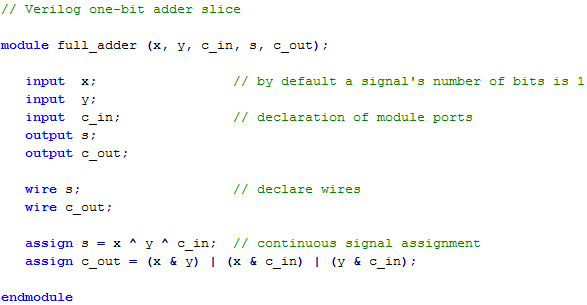 // Verilog one-bit adder slice
module full_adder (x, y, c_in, s, c_out);
input x; // by default a signal's number of bits is 1
input y;
input c_in; // declaration of module ports
output s;
output c_out;
wire s; // declare wires
wire c_out;
assign s = x ^ y ^ c_in; // continuous signal assignment
assign c_out = (x & y) | (x & c_in) | (y & c_in);
endmodule